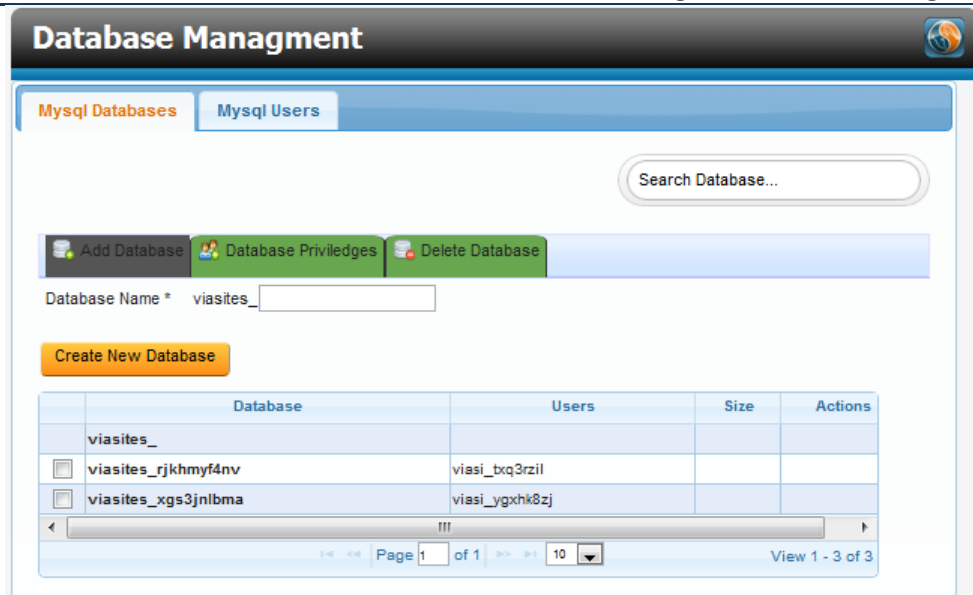 Database Managment
Mysql Databases Mysql Users
Search Database...
Add Database Database Priviledges Delete Database
Database Name * viasites_
Create New Database
Database Users Size Actions
viasites_
viasites_rjkhmyf4nv viasi_txq3rzil
viasites_xgs3jnlbma viasi_ygxhk8zj
Page 1 of 1 10 View 1 - 3 of 3